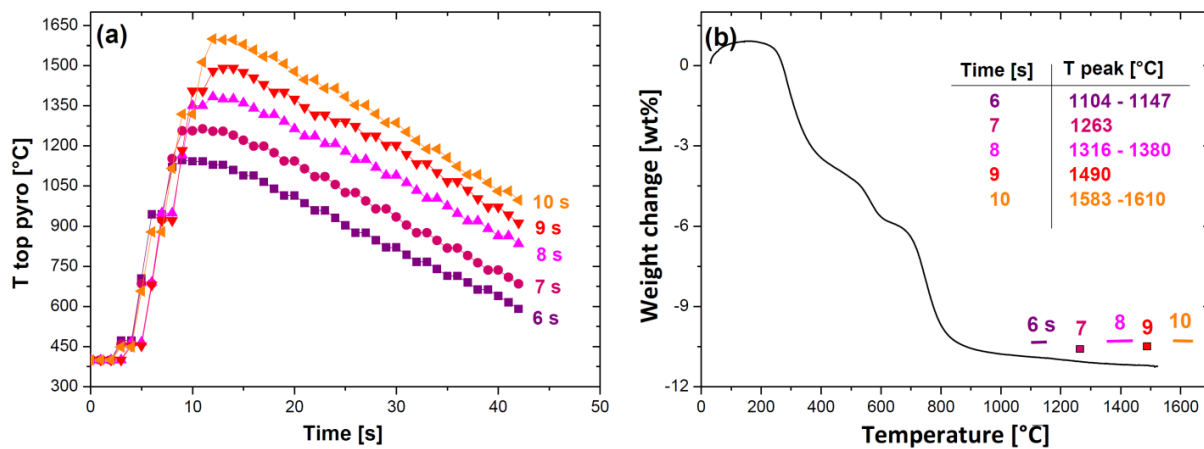 (a)
T top pyro [°C]
1650
1500
1350
1200
1050
900
750
600
450
300
10 s
9 s
8 s
7 s
6 s
0 10 20 30 40 50
Time [s]
(b)
Weight change [wt%]
0
-3
-6
-9
-12
Time [s] T peak [°C]
6 1104 - 1147
7 1263
8 1316 - 1380
9 1490
10 1583 -1610
6 s 7 8 9 10
0 200 400 600 800 1000 1200 1400 1600
Temperature [°C]